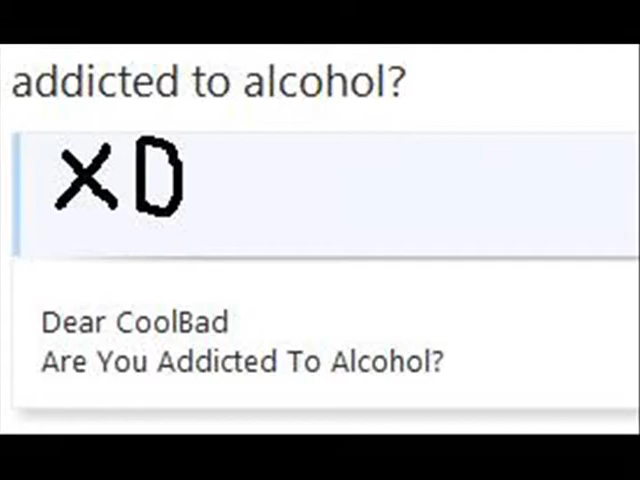 addicted to alcohol?
XD
Dear CoolBad
Are You Addicted To Alcohol?